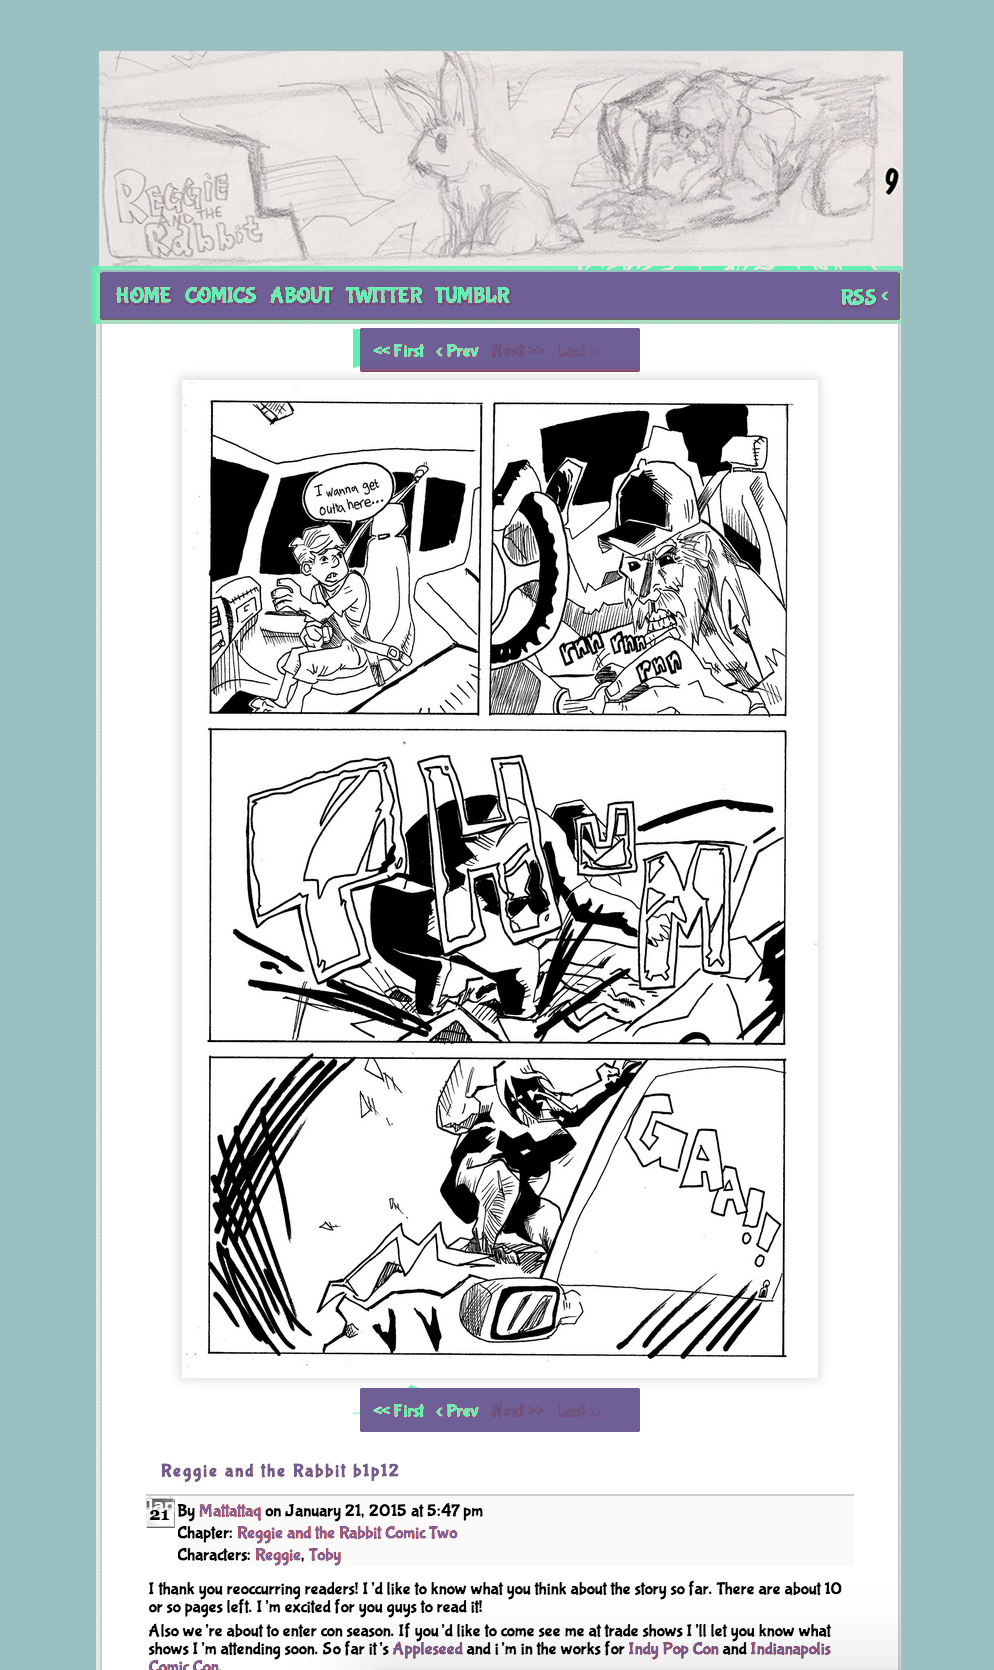 REGGIE
AND THE
Rabbit
9
HOME COMICS ABOUT TWITTER TUMBLR RSS <
<< First < Prev Next >> Last >>
I wanna get
outta here...
rnn rnn
rnn
THUUM
GAAA!!
<< First < Prev Next >> Last >>
Reggie and the Rabbit b1p12
Jan
21
By Mattattaq on January 21, 2015 at 5:47 pm
Chapter: Reggie and the Rabbit Comic Two
Characters: Reggie, Toby
I thank you reoccurring readers! I'd like to know what you think about the story so far. There are about 10
or so pages left. I'm excited for you guys to read it!
Also we're about to enter con season. If you'd like to come see me at trade shows I'll let you know what
shows I'm attending soon. So far it's Appleseed and i'm in the works for Indy Pop Con and Indianapolis
Comic Con.